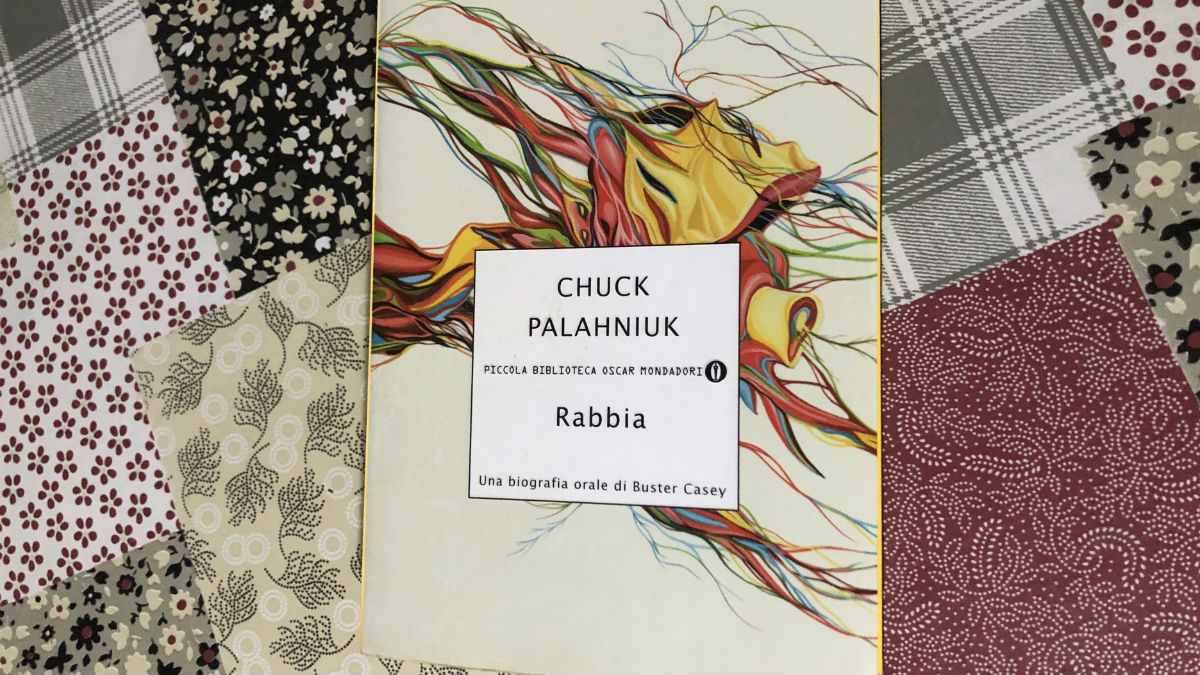 CHUCK
PALAHNIUK
PICCOLA BIBLIOTECA OSCAR MONDADORI
Rabbia
Una biografia orale di Buster Casey